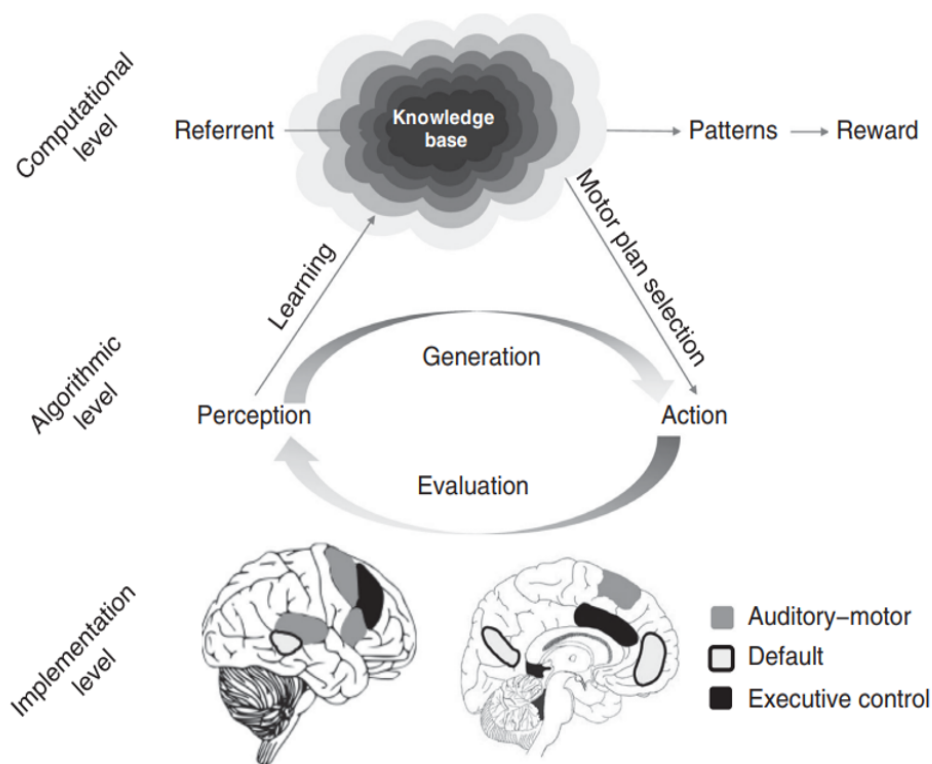 Computational
level
Referrent
Knowledge
base
Patterns
Reward
Learning
Motor plan selection
Algorithmic
level
Generation
Perception
Action
Evaluation
Implementation
level
Auditory–motor
Default
Executive control